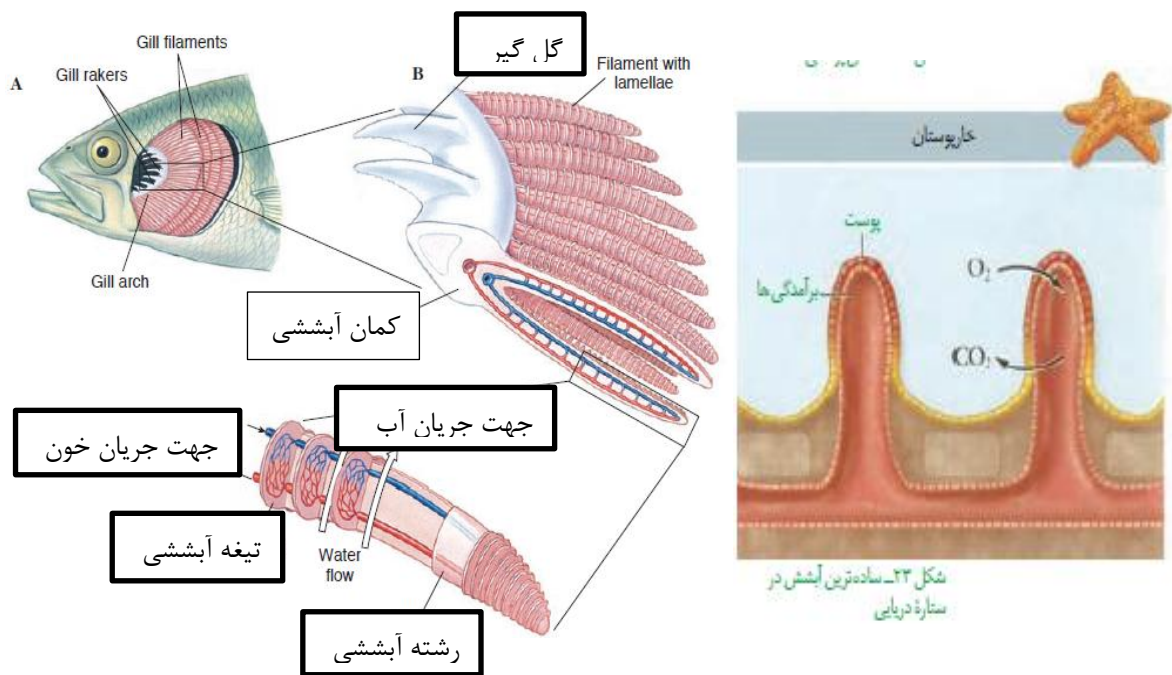 Gill filaments
Gill rakers
A
Gill arch
B
گل گیر
Filament with
lamellae
کمان آبششی
جهت جریان آب
جهت جریان خون
تیغه آبششی
Water
flow
رشته آبششی
خارپوستان
پوست
برآمدگی‌ها
O₂
CO₂
شکل ۲۳ــ ساده‌ترین آبشش در
ستارهٔ دریایی